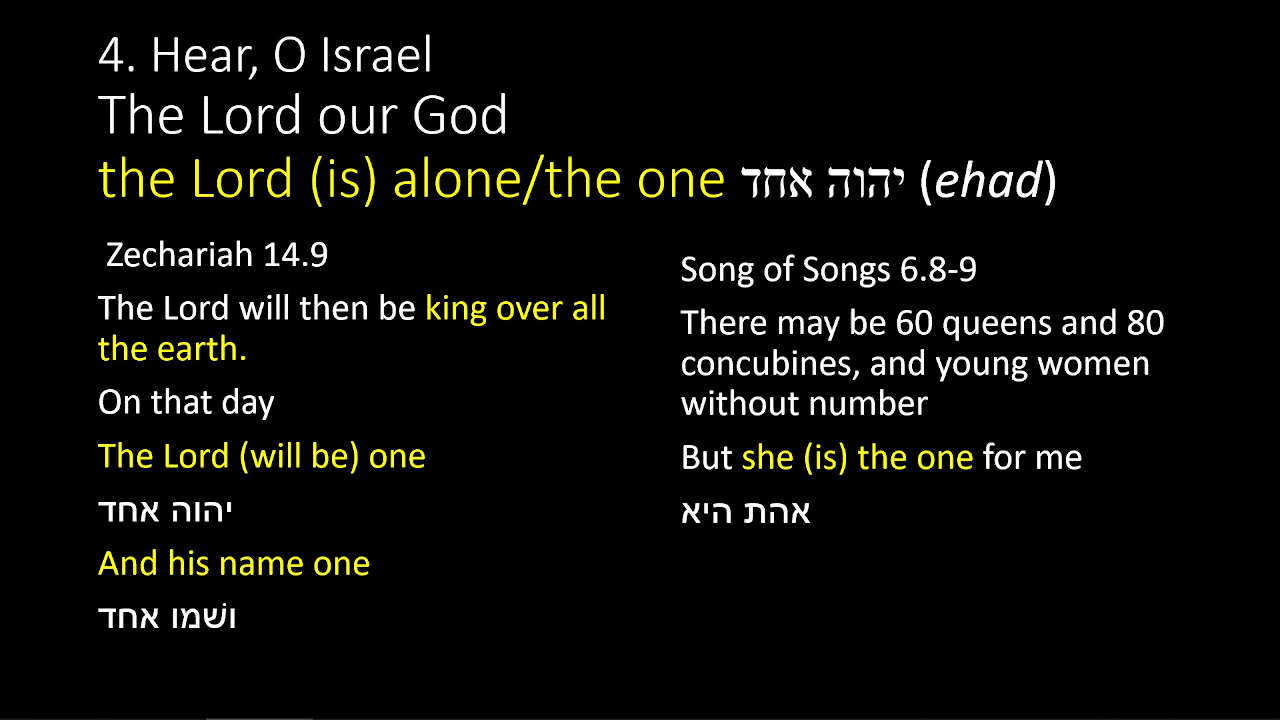 4. Hear, O Israel
The Lord our God
the Lord (is) alone/the one יהוה אחד (ehad)
Zechariah 14.9
The Lord will then be king over all
the earth.
On that day
The Lord (will be) one
יהוה אחד
And his name one
ושׁמו אחד
Song of Songs 6.8-9
There may be 60 queens and 80
concubines, and young women
without number
But she (is) the one for me
אהת היא